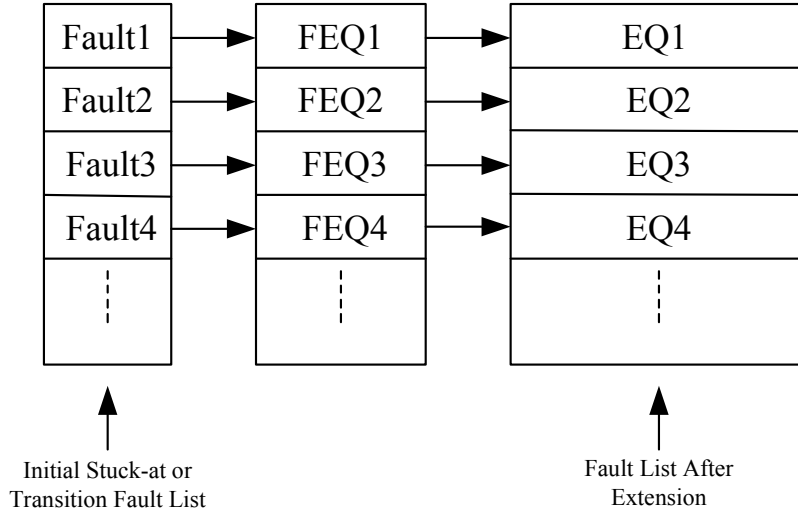 Fault1 FEQ1 EQ1
Fault2 FEQ2 EQ2
Fault3 FEQ3 EQ3
Fault4 FEQ4 EQ4
Initial Stuck-at or
Transition Fault List
Fault List After
Extension